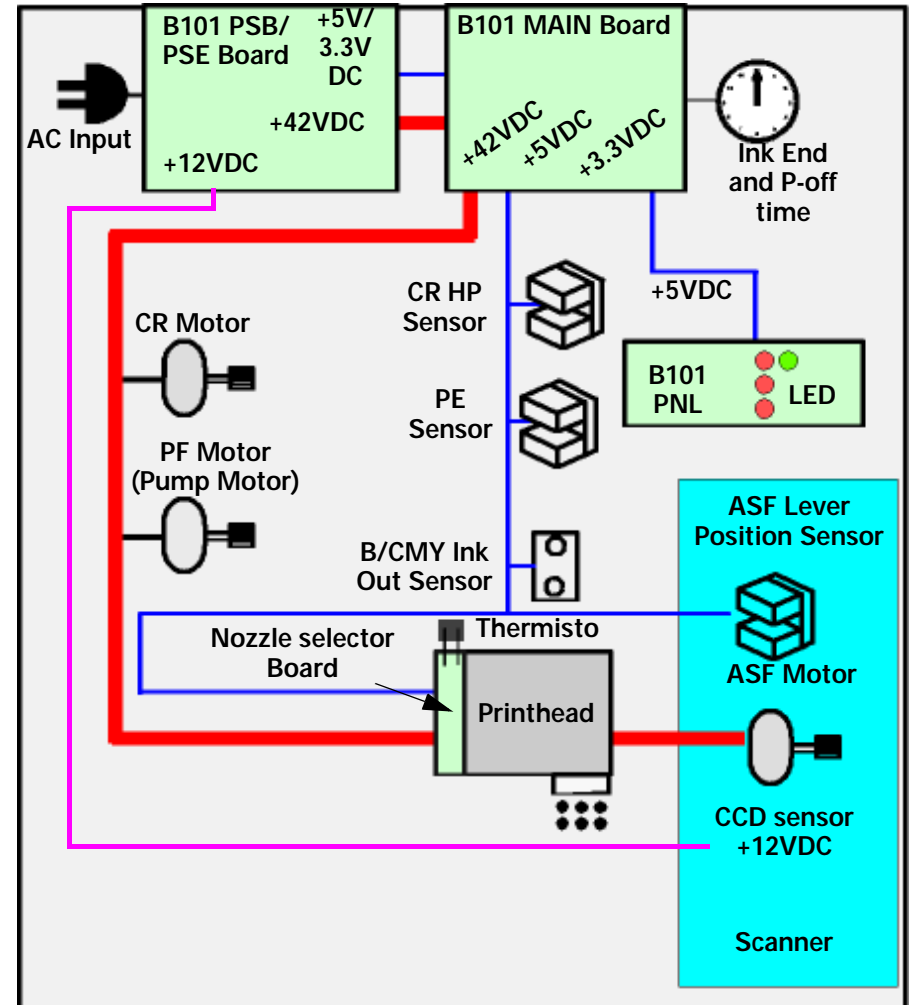 B101 PSB/
PSE Board
+5V/
3.3V
DC
+42VDC
+12VDC
AC Input
B101 MAIN Board
+42VDC
+5VDC
+3.3VDC
Ink End
and P-off
time
CR HP
Sensor
+5VDC
CR Motor
B101
PNL
LED
PE
Sensor
PF Motor
(Pump Motor)
ASF Lever
Position Sensor
B/CMY Ink
Out Sensor
Nozzle selector
Board
Thermisto
ASF Motor
Printhead
CCD sensor
+12VDC
Scanner